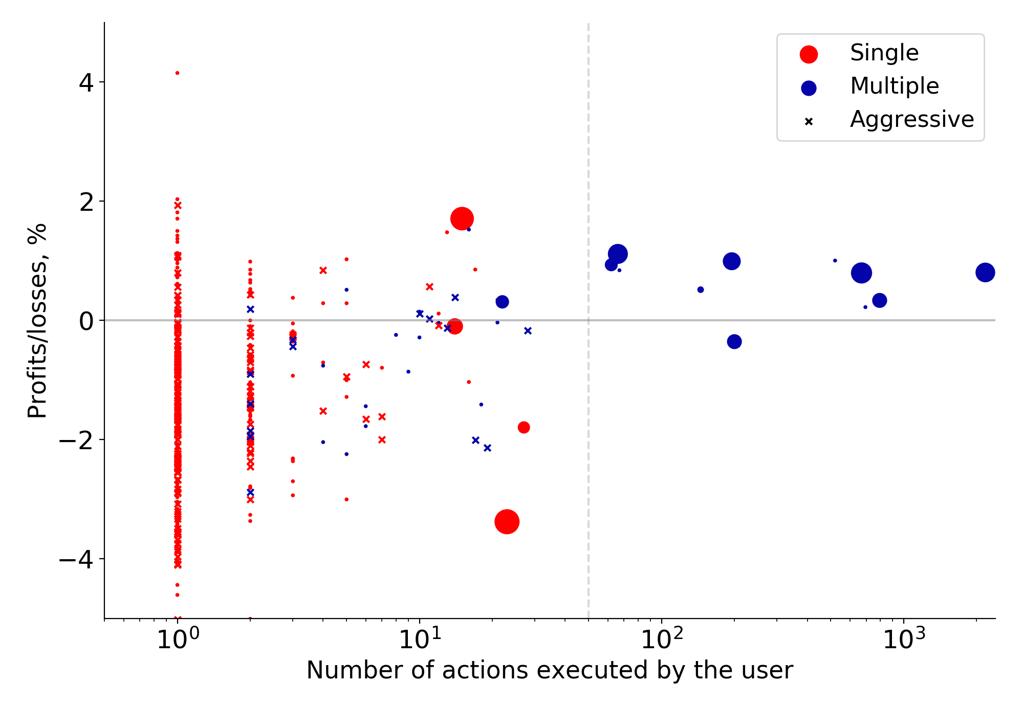 Single
Multiple
Aggressive
Profits/losses, %
4
2
0
−2
−4
10⁰
10¹
10²
10³
Number of actions executed by the user